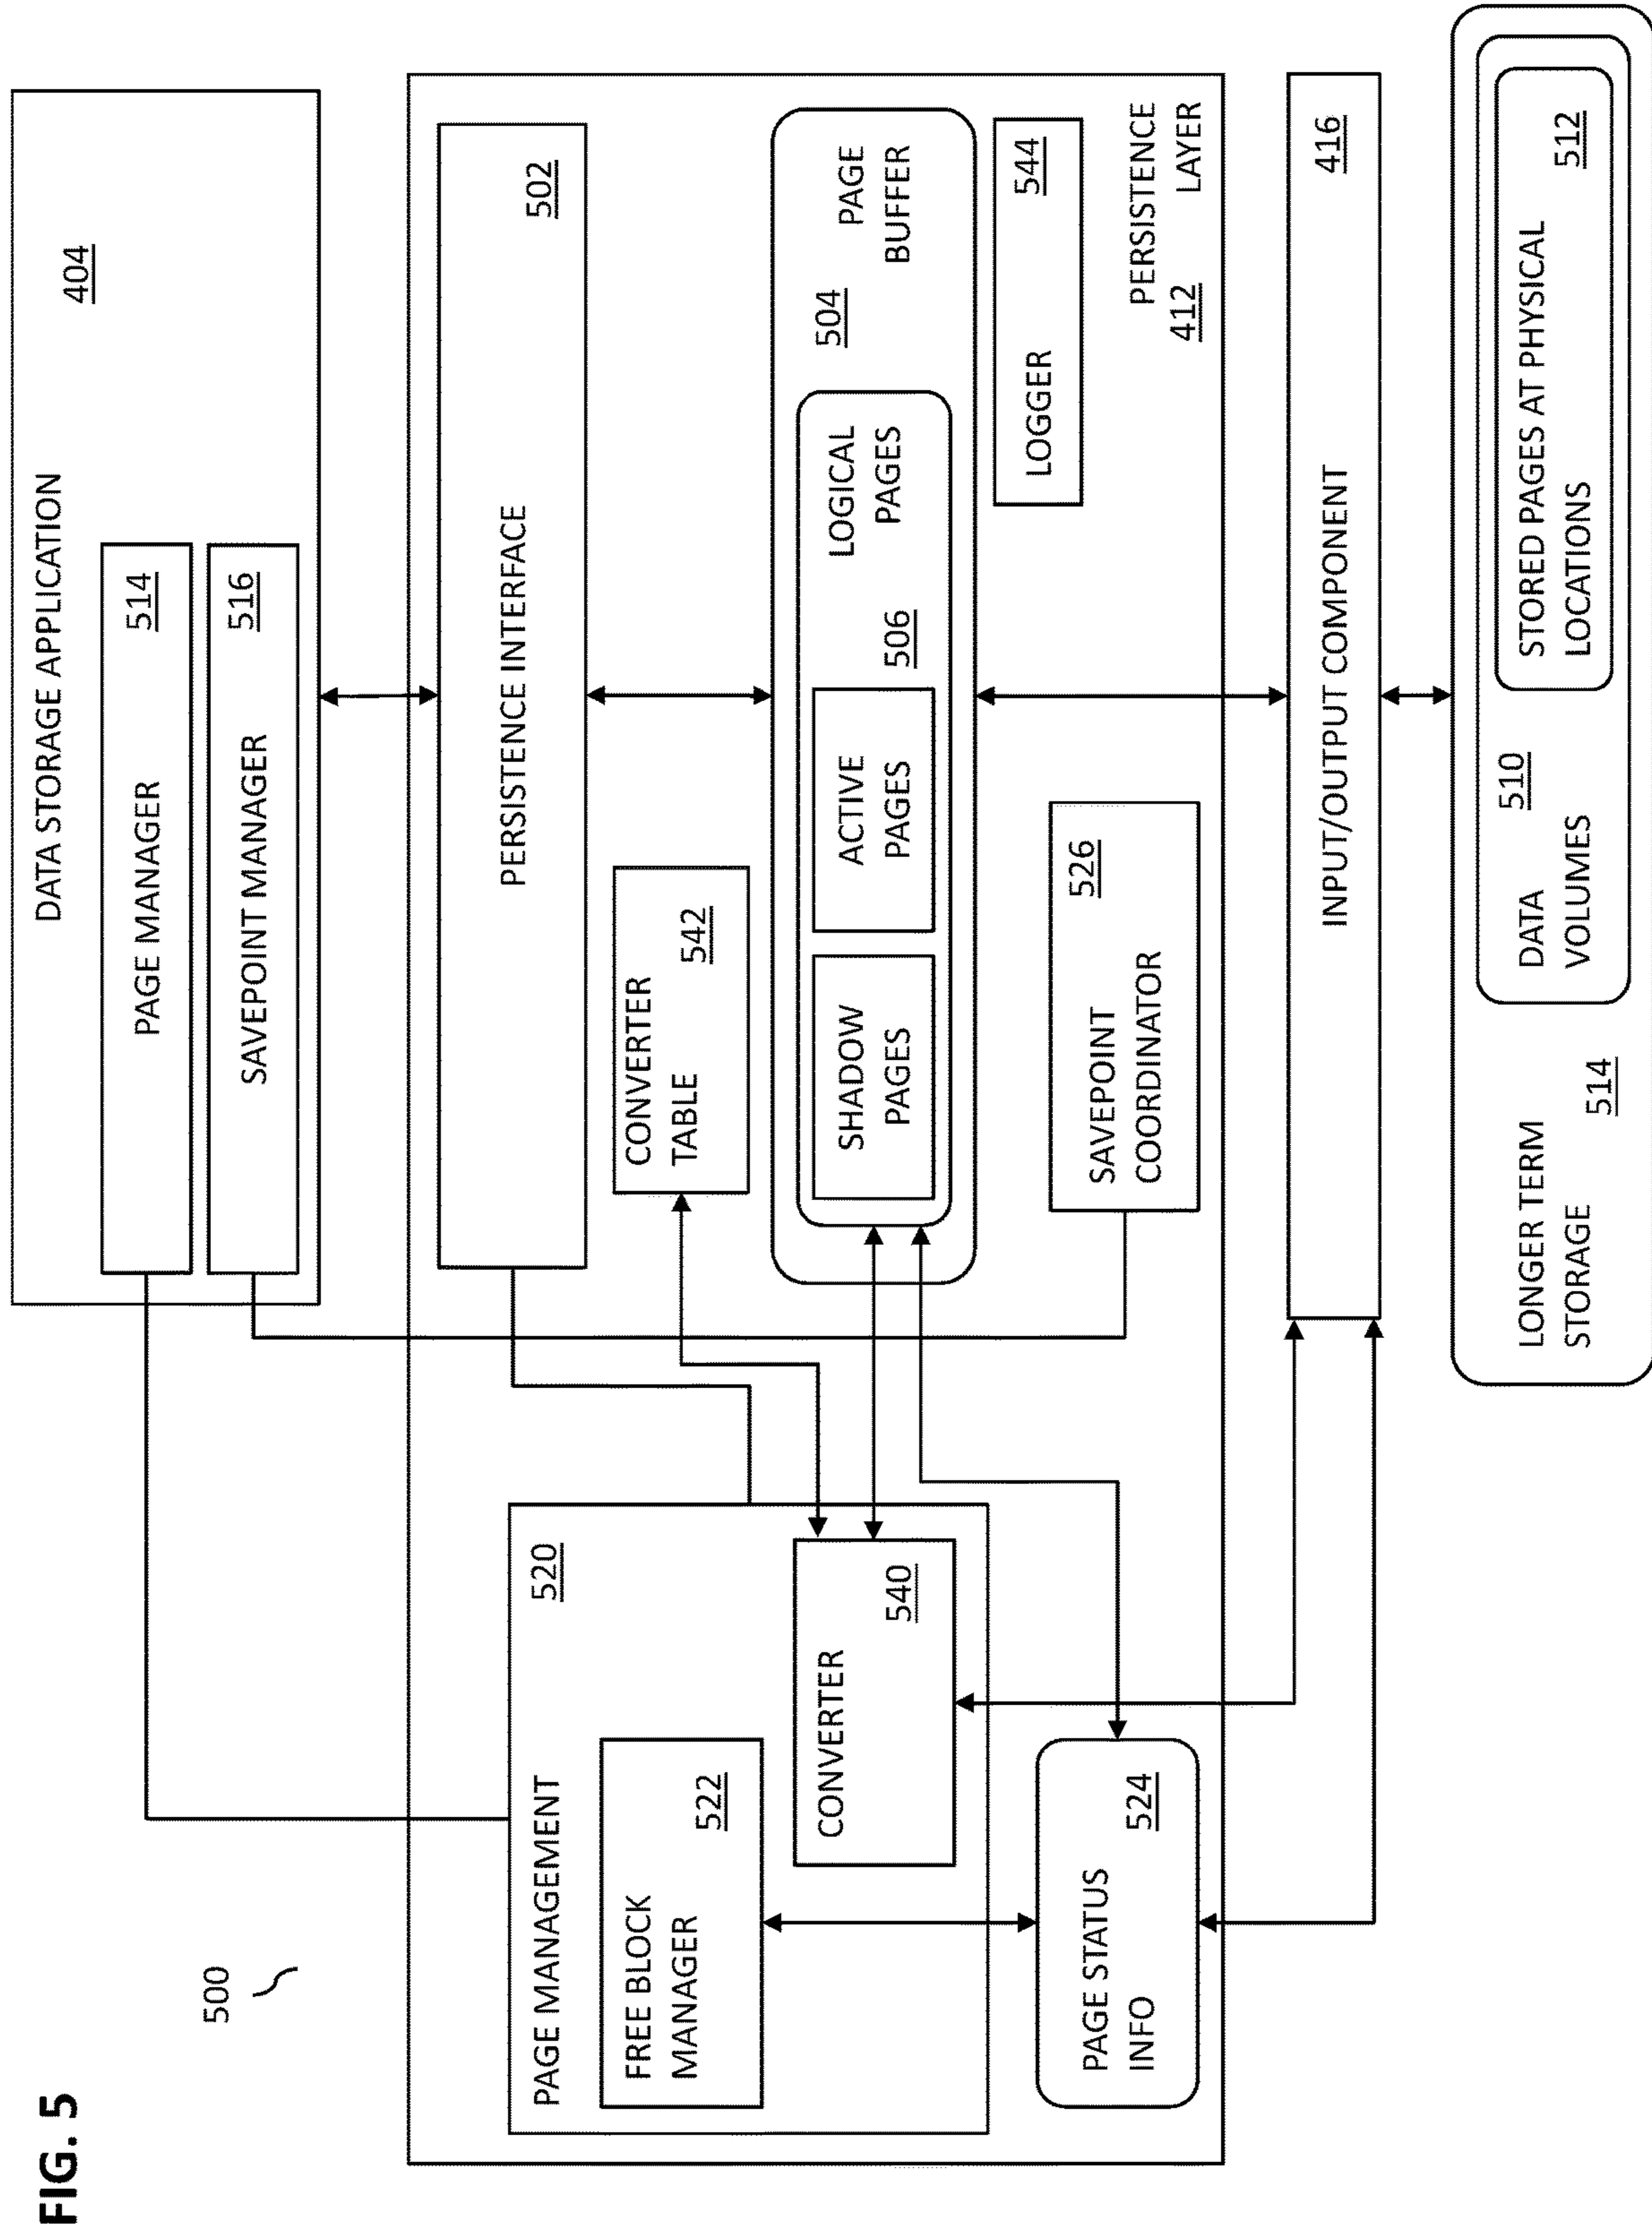 FIG. 5
500
DATA STORAGE APPLICATION
404
PAGE MANAGER
514
SAVEPOINT MANAGER
516
PERSISTENCE INTERFACE
502
PAGE MANAGEMENT
520
FREE BLOCK
MANAGER
522
CONVERTER
540
CONVERTER
TABLE
542
SHADOW
PAGES
ACTIVE
PAGES
LOGICAL
PAGES
506
504
PAGE
BUFFER
PAGE STATUS
INFO
524
SAVEPOINT
COORDINATOR
526
LOGGER
544
PERSISTENCE
LAYER
412
INPUT/OUTPUT COMPONENT
416
LONGER TERM
STORAGE
514
DATA
VOLUMES
510
STORED PAGES AT PHYSICAL
LOCATIONS
512